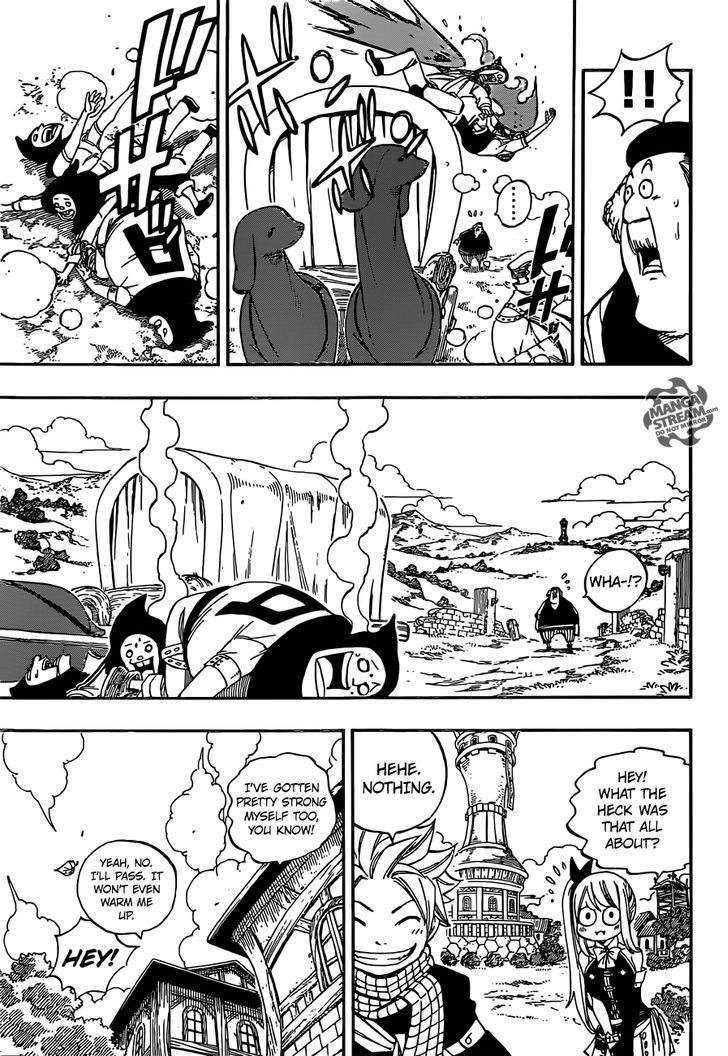 !!
MANGA
STREAM.com
DO NOT MIRROR
WHA-!?
HEY!
WHAT THE
HECK WAS
THAT ALL
ABOUT?
HEHE.
NOTHING.
I'VE GOTTEN
PRETTY STRONG
MYSELF TOO,
YOU KNOW!
YEAH, NO.
I'LL PASS. IT
WON'T EVEN
WARM ME
UP.
HEY!